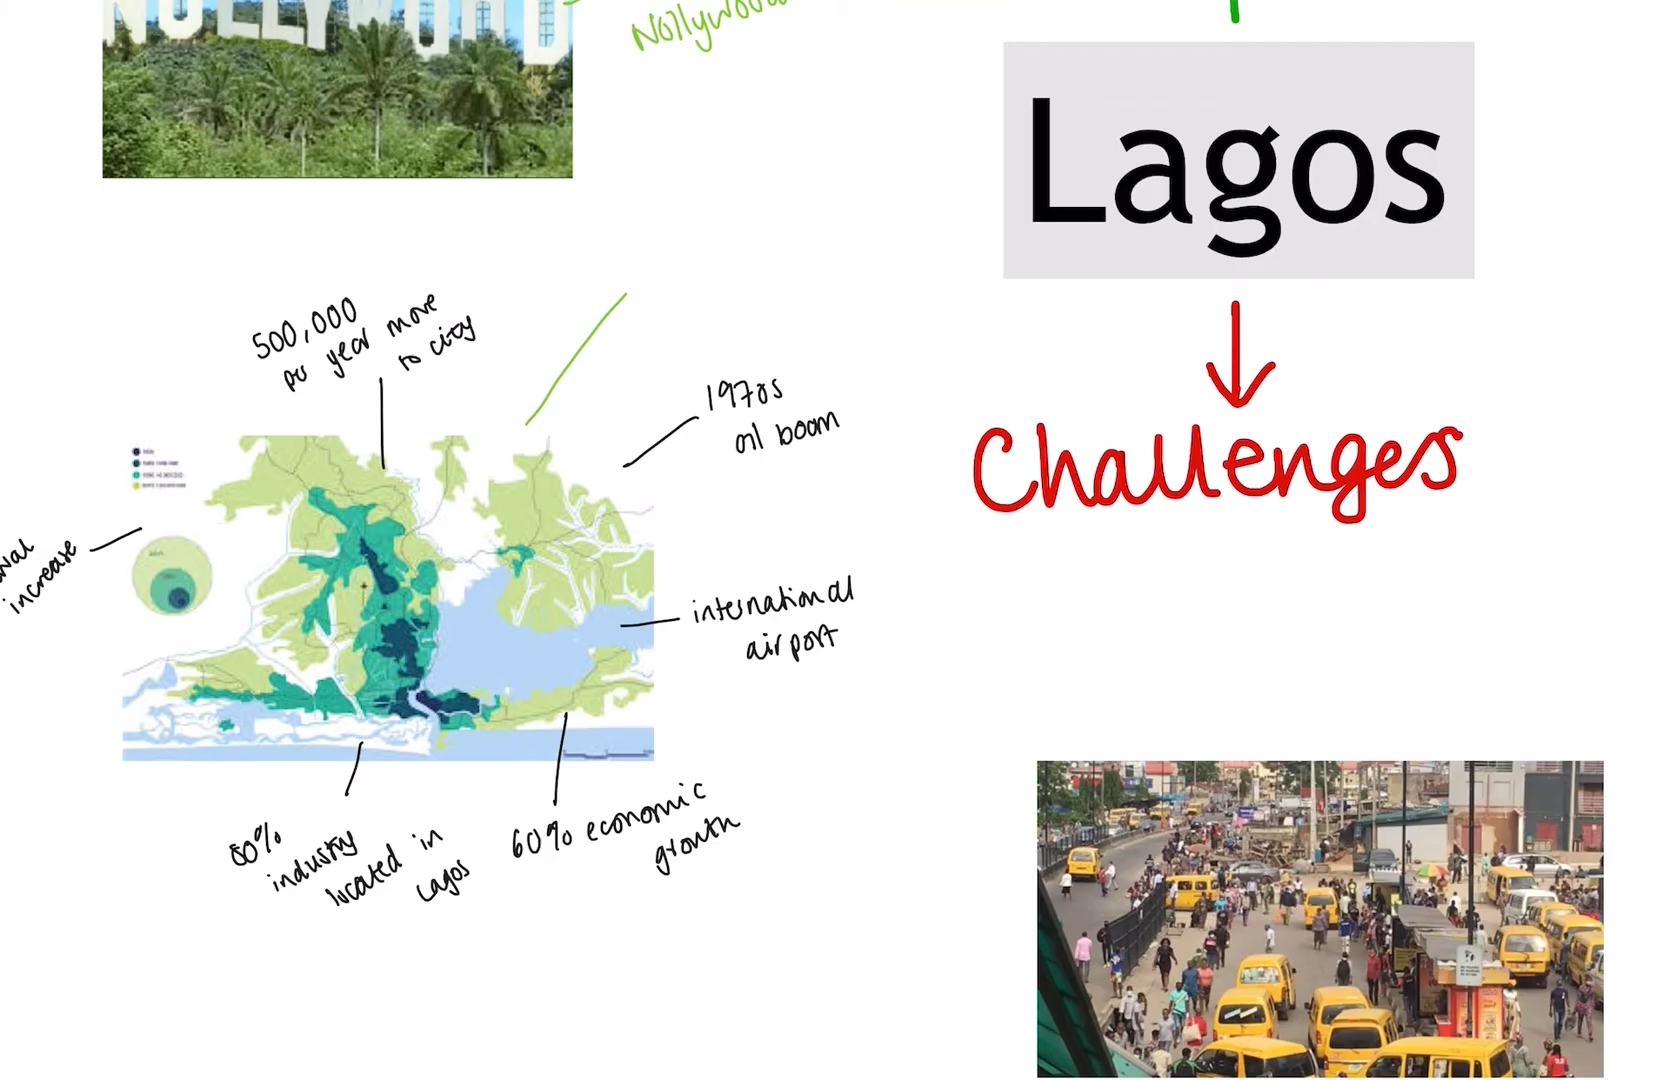 NOLLYWOOD
Nollywood
Lagos
Challenges
500,000
per year move
to city
1970s
oil boom
increase
international
airport
80%
industry
located in
Lagos
60% economic
growth